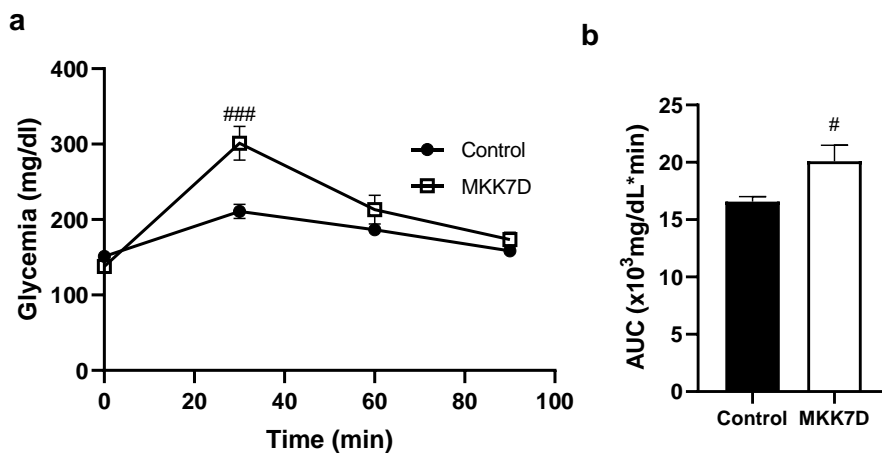 a
400
300
200
100
0
Glycemia (mg/dl)
###
Control
MKK7D
0 20 40 60 80 100
Time (min)
b
25
20
15
10
5
0
AUC (x10³mg/dL*min)
#
Control MKK7D